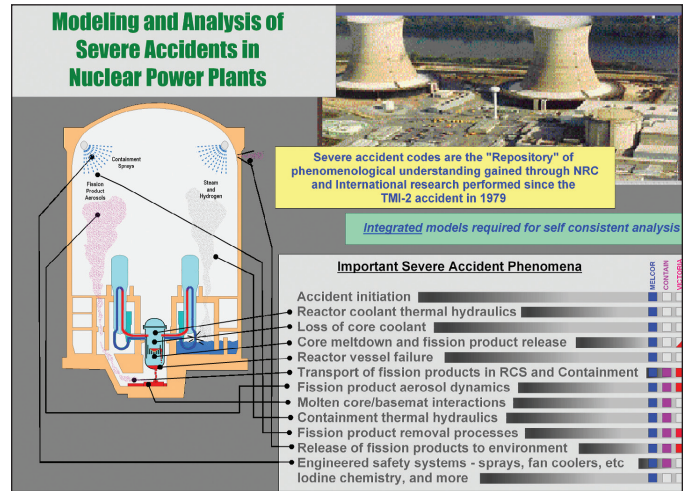 Modeling and Analysis of
Severe Accidents in
Nuclear Power Plants
Containment
Sprays
Fission
Product
Aerosols
Steam
and
Hydrogen
Severe accident codes are the "Repository" of
phenomenological understanding gained through NRC
and International research performed since the
TMI-2 accident in 1979
Integrated models required for self consistent analysis
Important Severe Accident Phenomena
MELCOR
CONTAIN
VICTORIA
Accident initiation
Reactor coolant thermal hydraulics
Loss of core coolant
Core meltdown and fission product release
Reactor vessel failure
Transport of fission products in RCS and Containment
Fission product aerosol dynamics
Molten core/basemat interactions
Containment thermal hydraulics
Fission product removal processes
Release of fission products to environment
Engineered safety systems - sprays, fan coolers, etc
Iodine chemistry, and more